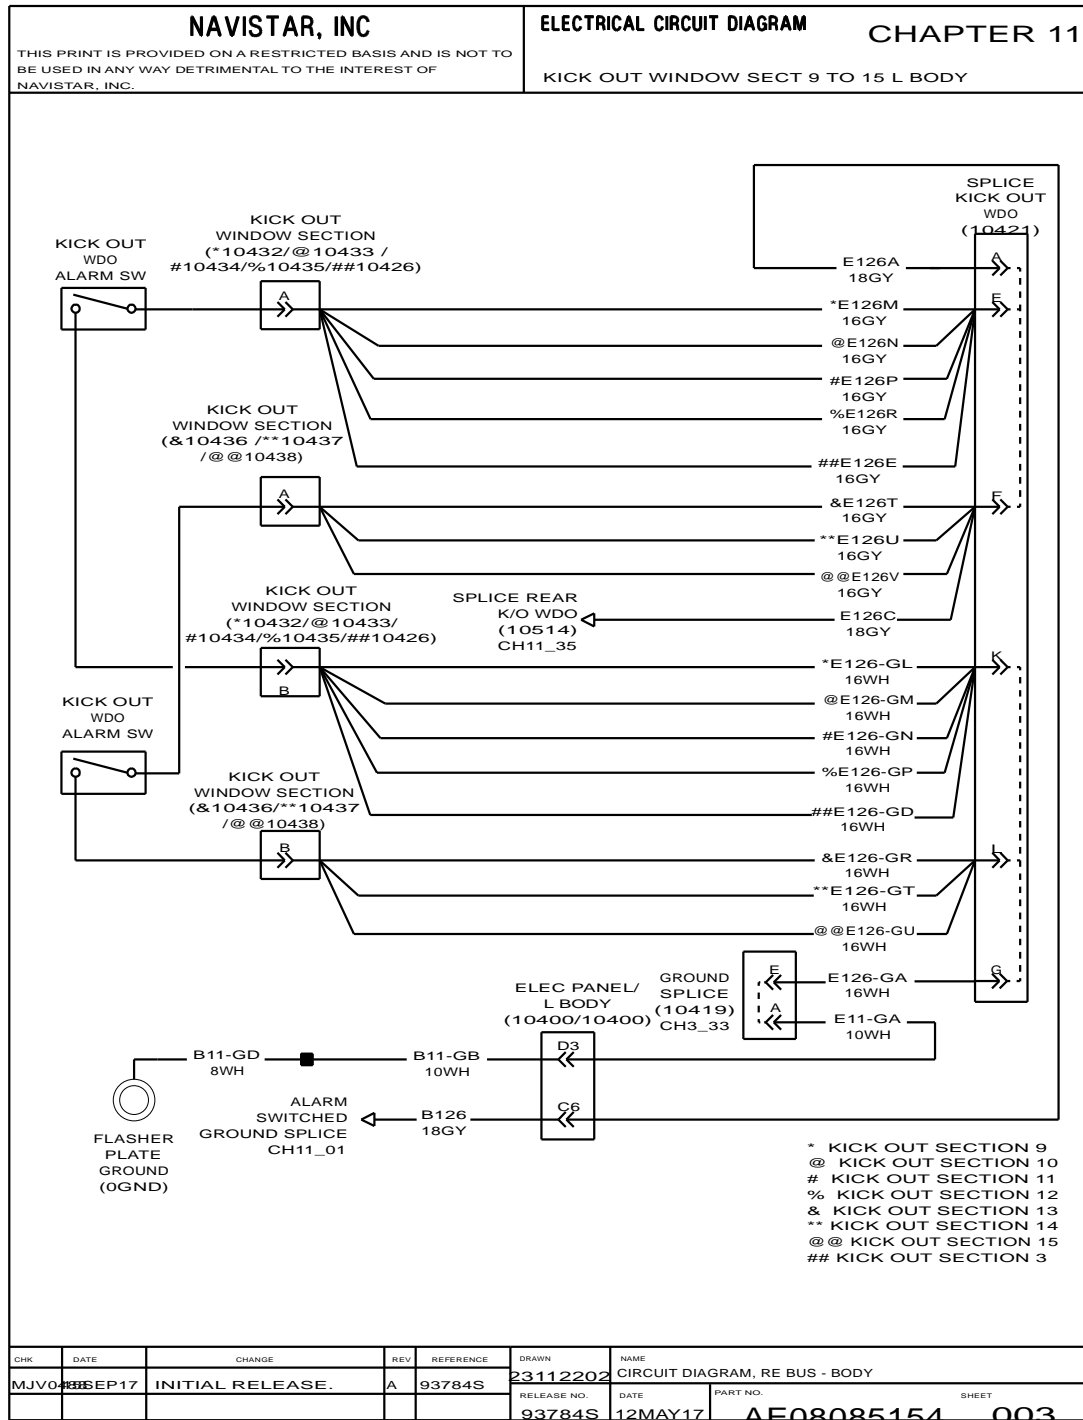 NAVISTAR, INC
THIS PRINT IS PROVIDED ON A RESTRICTED BASIS AND IS NOT TO
BE USED IN ANY WAY DETRIMENTAL TO THE INTEREST OF
NAVISTAR, INC.
ELECTRICAL CIRCUIT DIAGRAM
CHAPTER 11
KICK OUT WINDOW SECT 9 TO 15 L BODY
SPLICE
KICK OUT
WDO
(10421)
KICK OUT
WINDOW SECTION
(*10432/@10433 /
#10434/%10435/##10426)
KICK OUT
WDO
ALARM SW
A
E126A
18GY
A
*E126M
16GY
E
@E126N
16GY
#E126P
16GY
%E126R
16GY
##E126E
16GY
KICK OUT
WINDOW SECTION
(&10436 /**10437
/@@10438)
A
&E126T
16GY
F
**E126U
16GY
@@E126V
16GY
E126C
18GY
SPLICE REAR
K/O WDO
(10514)
CH11_35
KICK OUT
WINDOW SECTION
(*10432/@10433/
#10434/%10435/##10426)
B
*E126-GL
16WH
K
@E126-GM
16WH
#E126-GN
16WH
%E126-GP
16WH
##E126-GD
16WH
KICK OUT
WDO
ALARM SW
KICK OUT
WINDOW SECTION
(&10436/**10437
/@@10438)
B
&E126-GR
16WH
L
**E126-GT
16WH
@@E126-GU
16WH
GROUND
SPLICE
(10419)
CH3_33
E
A
E126-GA
16WH
G
E11-GA
10WH
ELEC PANEL/
L BODY
(10400/10400)
D3
C6
B11-GD
8WH
B11-GB
10WH
ALARM
SWITCHED
GROUND SPLICE
CH11_01
B126
18GY
FLASHER
PLATE
GROUND
(0GND)
* KICK OUT SECTION 9
@ KICK OUT SECTION 10
# KICK OUT SECTION 11
% KICK OUT SECTION 12
& KICK OUT SECTION 13
** KICK OUT SECTION 14
@@ KICK OUT SECTION 15
## KICK OUT SECTION 3
CHK DATE CHANGE REV REFERENCE
INITIAL RELEASE. A 93784S
DRAWN
23112202
NAME
CIRCUIT DIAGRAM, RE BUS - BODY
RELEASE NO.
93784S
DATE
12MAY17
PART NO.
AE08085154
SHEET
003